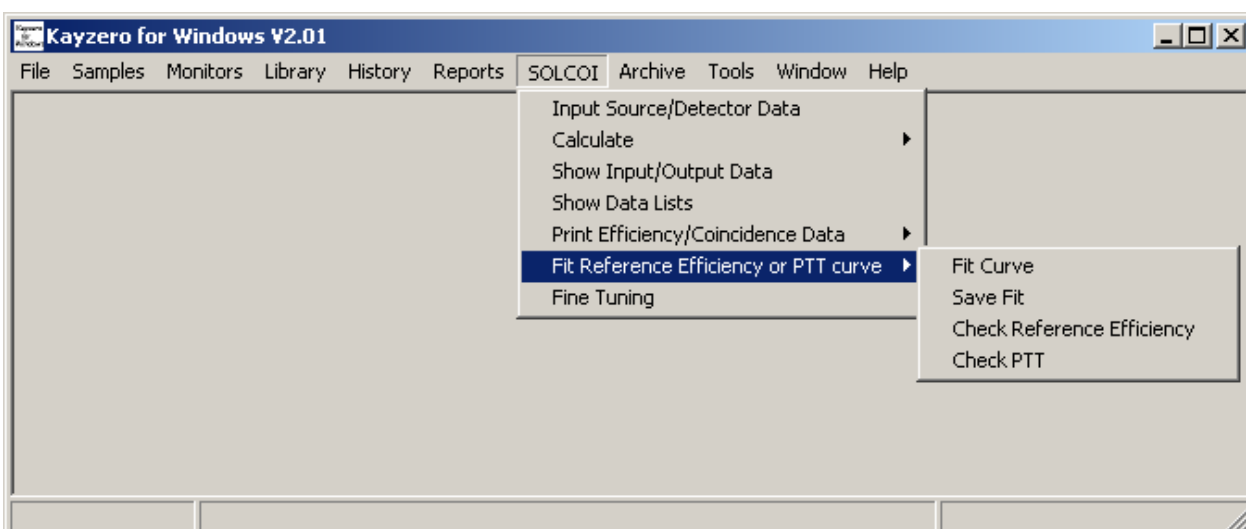 Kayzero for Windows V2.01
File Samples Monitors Library History Reports SOLCOI Archive Tools Window Help
Input Source/Detector Data
Calculate
Show Input/Output Data
Show Data Lists
Print Efficiency/Coincidence Data
Fit Reference Efficiency or PTT curve
Fine Tuning
Fit Curve
Save Fit
Check Reference Efficiency
Check PTT